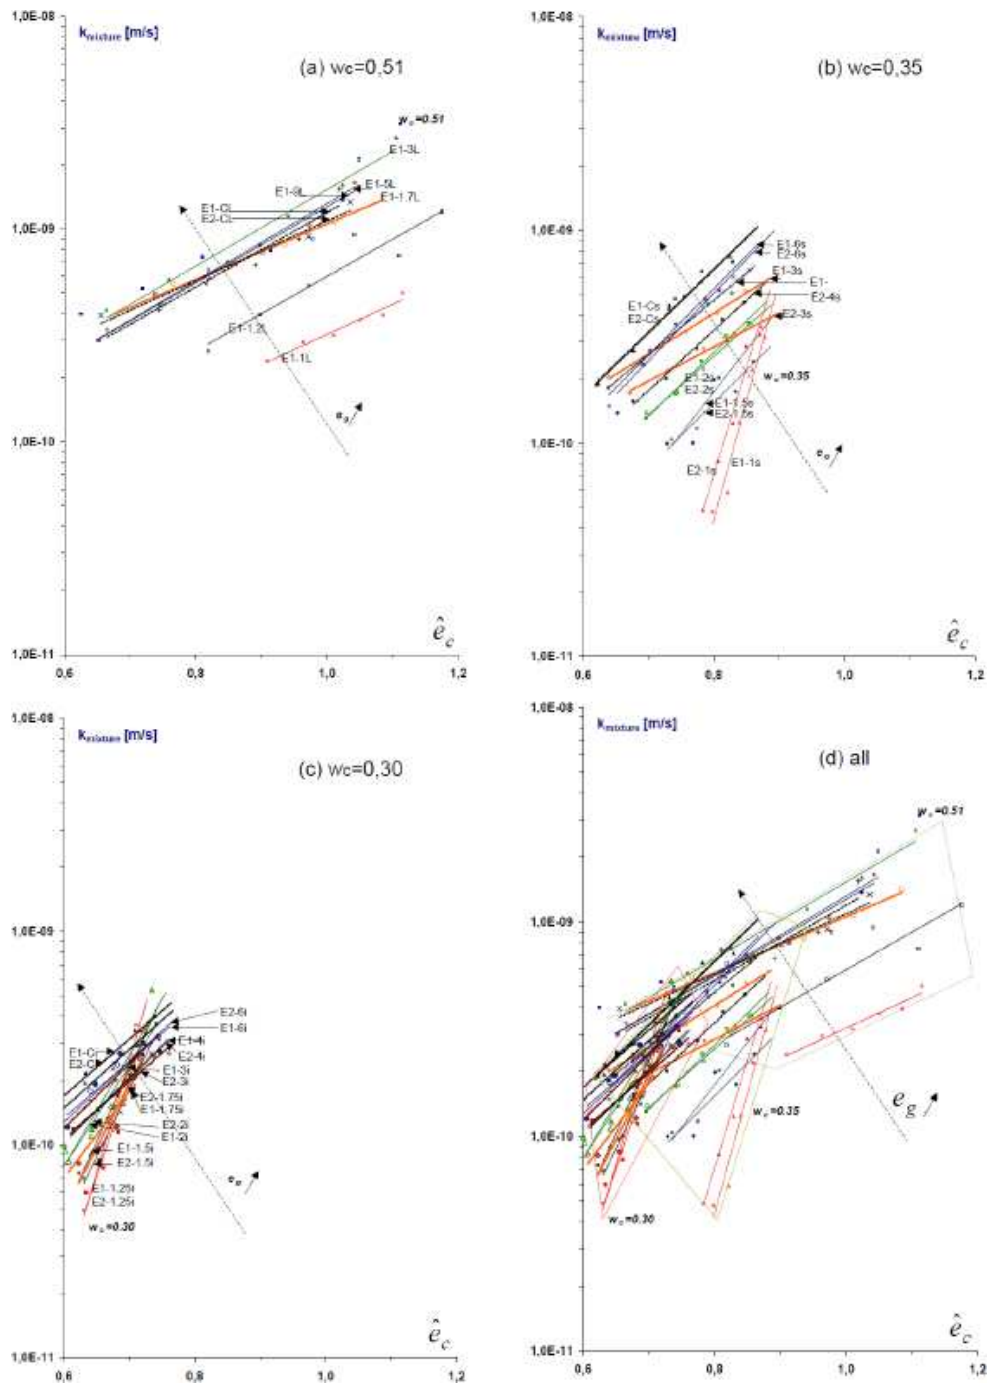 1,0E-08
k_mixture [m/s]
(a) wc=0,51
w_c=0.51
E1-3L
E1-9L
E1-5L
E1-1.7L
E1-CL
E2-CL
1,0E-09
E1-1.2L
E1-1L
1,0E-10
1,0E-11
ê_c
0,6
0,8
1,0
1,2
1,0E-08
k_mixture [m/s]
(b) wc=0,35
1,0E-09
E1-6s
E2-6s
E1-3s
E1-
E2-4s
E1-Cs
E2-Cs
E2-3s
w_c=0.35
E1-2s
E2-2s
E1-1.5s
E2-1.5s
1,0E-10
E2-1s
E1-1s
1,0E-11
ê_c
0,6
0,8
1,0
1,2
1,0E-08
k_mixture [m/s]
(c) wc=0,30
1,0E-09
E2-6i
E1-6i
E1-4i
E2-4i
E1-Ci
E2-C
E1-3i
E2-3i
E2-1.75i
E1-1.75i
E2-2i
E1-2i
1,0E-10
E1-1.5i
E2-1.5i
E1-1.25i
E2-1.25i
w_c=0.30
1,0E-11
ê_c
0,6
0,8
1,0
1,2
1,0E-08
k_mixture [m/s]
(d) all
w_c=0.51
1,0E-09
e_g
w_c=0.35
1,0E-10
w_c=0.30
1,0E-11
ê_c
0,6
0,8
1,0
1,2